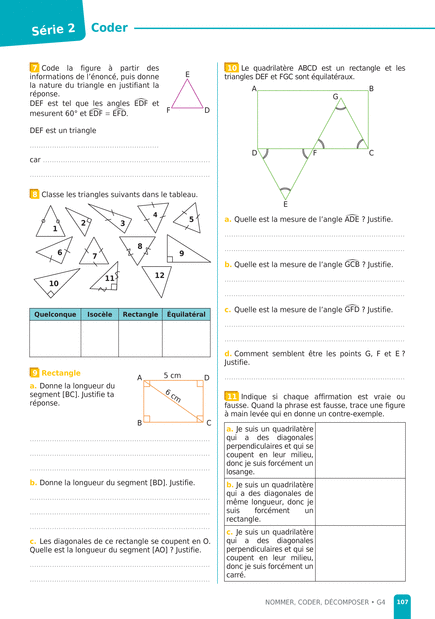 Série 2
Coder
7 Code la figure à partir des
informations de l'énoncé, puis donne
la nature du triangle en justifiant la
réponse.
DEF est tel que les angles EDF et
mesurent 60° et EDF = EFD.
E
F
D
DEF est un triangle
car
8 Classe les triangles suivants dans le tableau.
1
2
3
4
5
6
7
8
9
10
11
12
Quelconque Isocèle Rectangle Équilatéral
9 Rectangle
a. Donne la longueur du
segment [BC]. Justifie ta
réponse.
A
5 cm
D
6 cm
B
C
b. Donne la longueur du segment [BD]. Justifie.
c. Les diagonales de ce rectangle se coupent en O.
Quelle est la longueur du segment [AO] ? Justifie.
10 Le quadrilatère ABCD est un rectangle et les
triangles DEF et FGC sont équilatéraux.
A
B
G
D
F
C
E
a. Quelle est la mesure de l'angle ADE ? Justifie.
b. Quelle est la mesure de l'angle GCB ? Justifie.
c. Quelle est la mesure de l'angle GFD ? Justifie.
d. Comment semblent être les points G, F et E ?
Justifie.
11 Indique si chaque affirmation est vraie ou
fausse. Quand la phrase est fausse, trace une figure
à main levée qui en donne un contre-exemple.
a. Je suis un quadrilatère
qui a des diagonales
perpendiculaires et qui se
coupent en leur milieu,
donc je suis forcément un
losange.
b. Je suis un quadrilatère
qui a des diagonales de
même longueur, donc je
suis forcément un
rectangle.
c. Je suis un quadrilatère
qui a des diagonales
perpendiculaires et qui se
coupent en leur milieu,
donc je suis forcément un
carré.
NOMMER, CODER, DÉCOMPOSER • G4
107